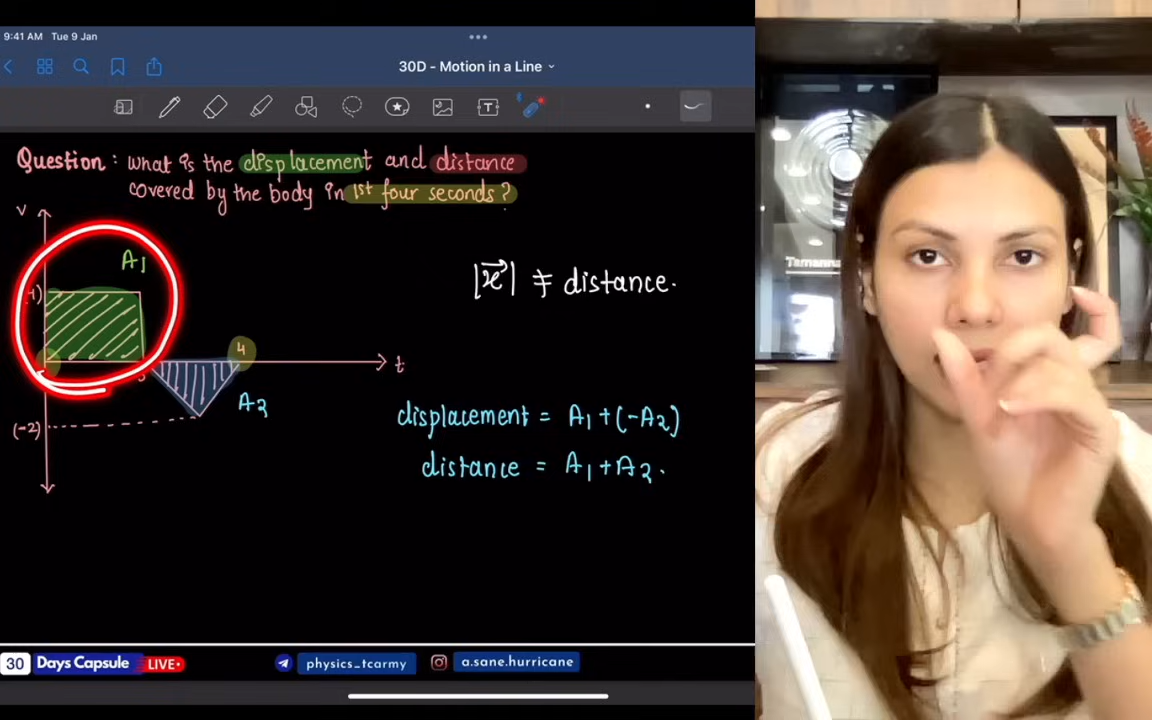 9:41 AM Tue 9 Jan
30D - Motion in a Line
Question: What is the displacement and distance
covered by the body in 1st four seconds?
v
A1
4
t
A2
(-2)
|x⃗| ≠ distance.
displacement = A1 + (-A2)
distance = A1 + A2.
Tamanna
30 Days Capsule LIVE
physics_tcarmy
a.sane.hurricane